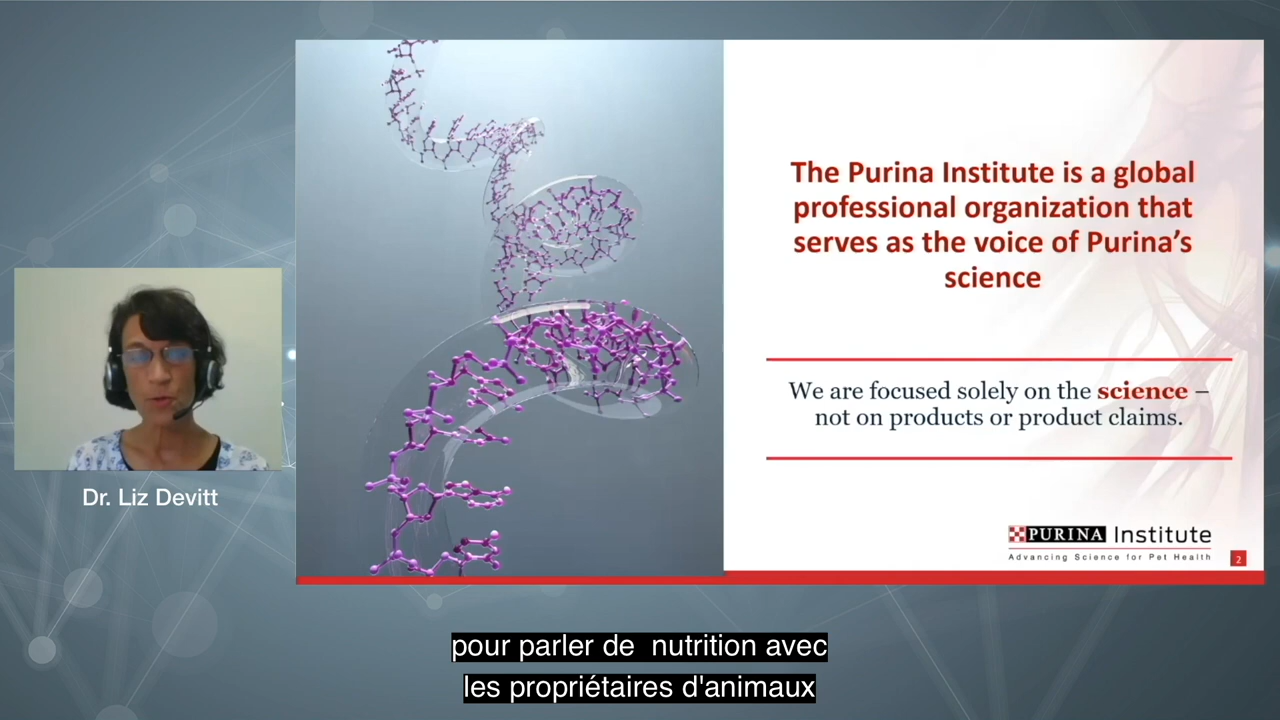 The Purina Institute is a global
professional organization that
serves as the voice of Purina's
science
We are focused solely on the science –
not on products or product claims.
PURINA Institute
Advancing Science for Pet Health
2
Dr. Liz Devitt
pour parler de nutrition avec
les propriétaires d'animaux